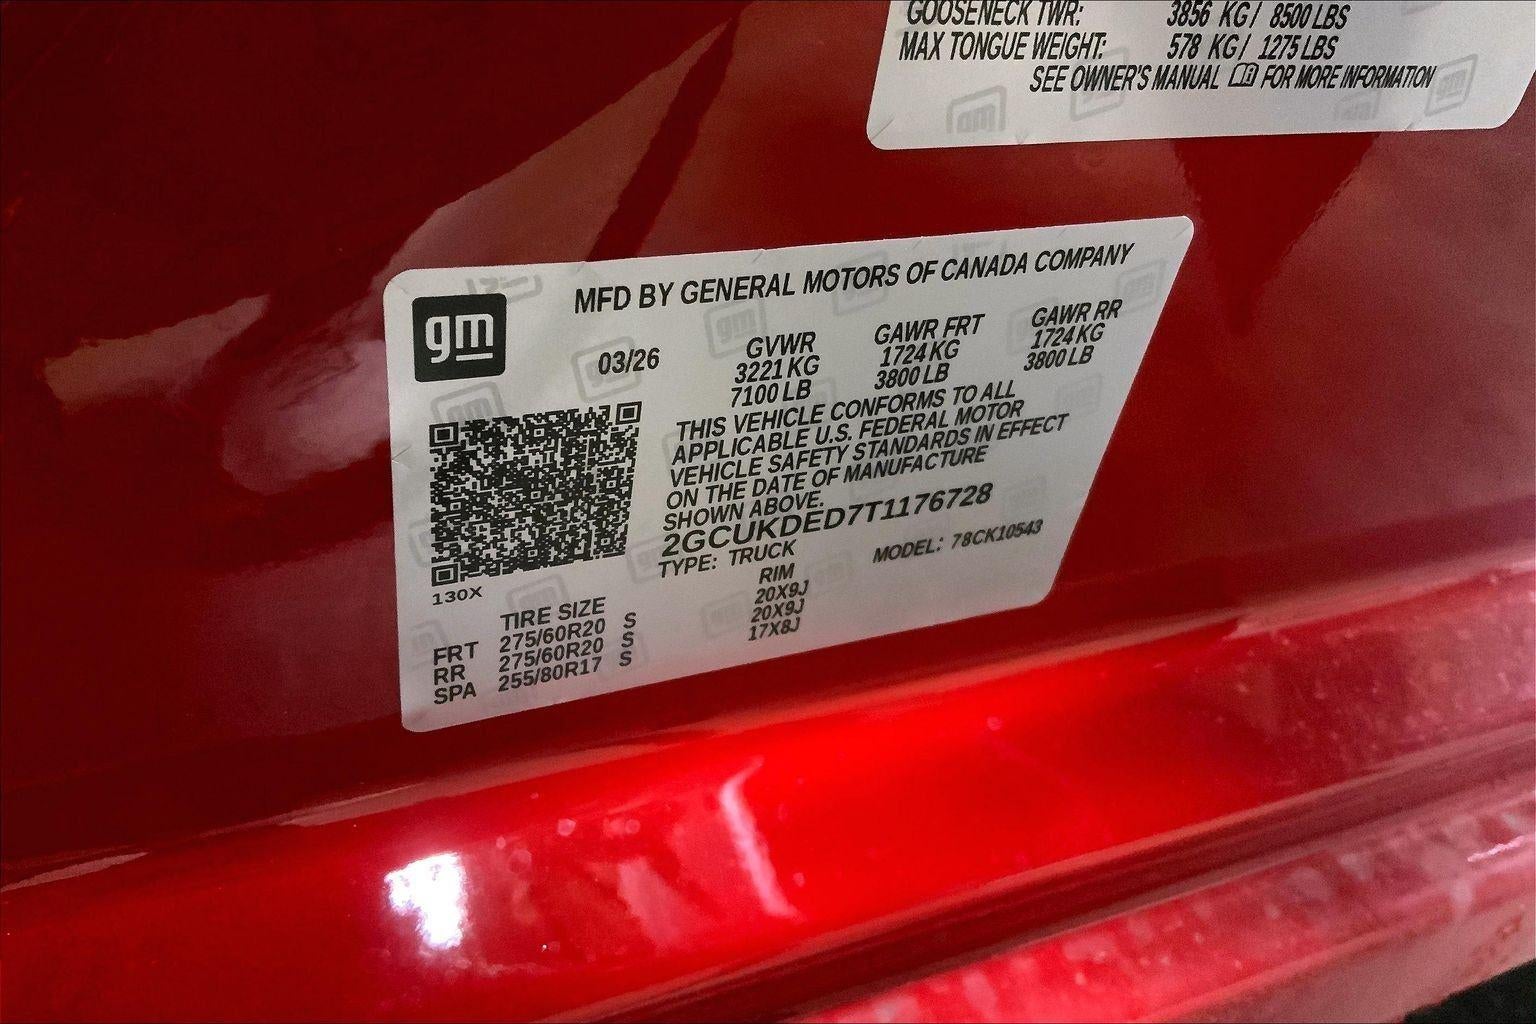 GOOSENECK TWR: 3856 KG/ 8500 LBS
MAX TONGUE WEIGHT: 578 KG/ 1275 LBS
SEE OWNER'S MANUAL FOR MORE INFORMATION
gm
MFD BY GENERAL MOTORS OF CANADA COMPANY
03/26 GVWR GAWR FRT GAWR RR
3221 KG 1724 KG 1724 KG
7100 LB 3800 LB 3800 LB
THIS VEHICLE CONFORMS TO ALL
APPLICABLE U.S. FEDERAL MOTOR
VEHICLE SAFETY STANDARDS IN EFFECT
ON THE DATE OF MANUFACTURE
SHOWN ABOVE.
2GCUKDED7T1176728
TYPE: TRUCK MODEL: 78CK10543
130X
TIRE SIZE RIM
FRT 275/60R20 S 20X9J
RR 275/60R20 S 20X9J
SPA 255/80R17 S 17X8J